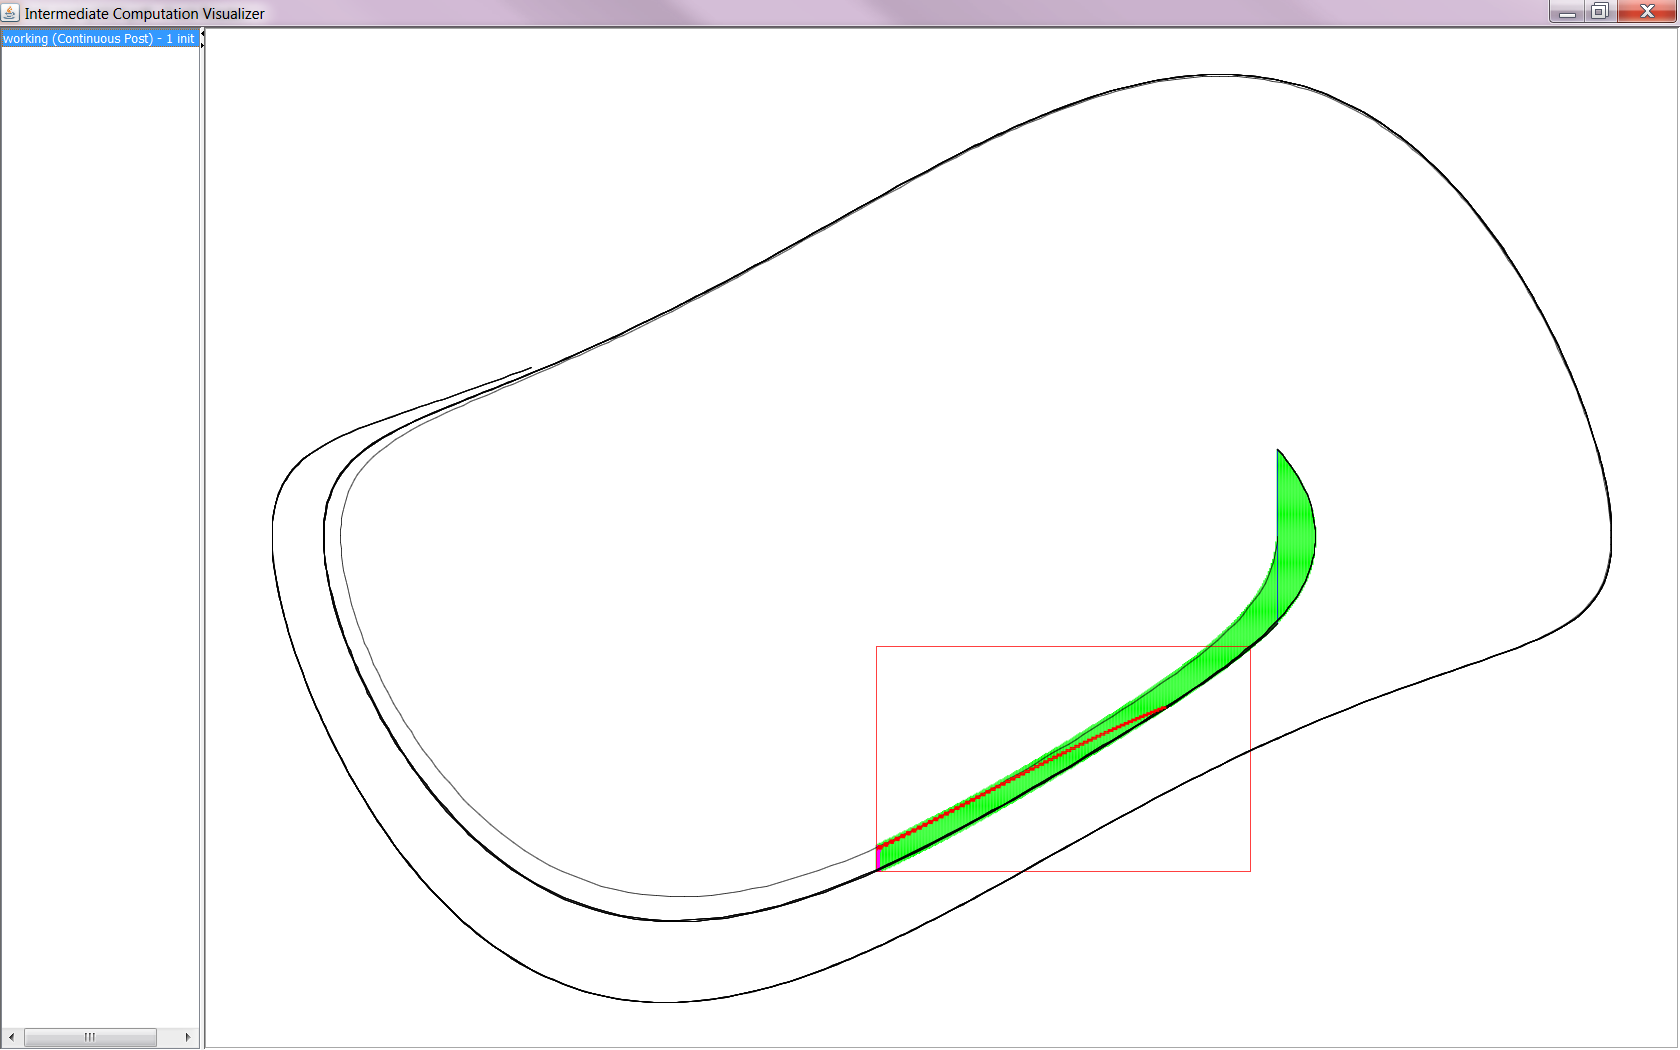 Intermediate Computation Visualizer
working (Continuous Post) - 1 init